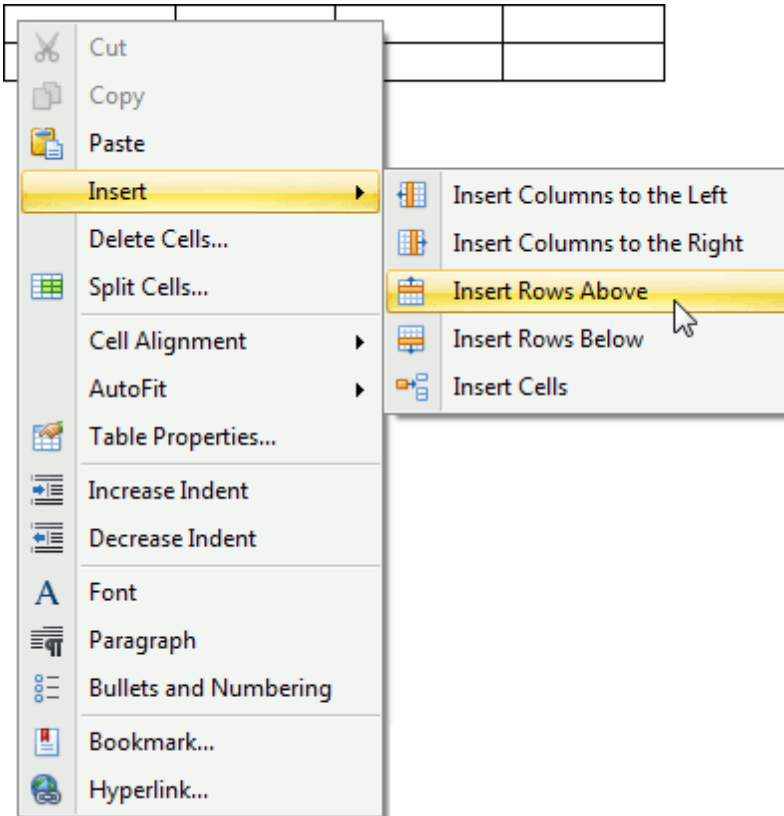 Cut
Copy
Paste
Insert
Delete Cells...
Split Cells...
Cell Alignment
AutoFit
Table Properties...
Increase Indent
Decrease Indent
Font
Paragraph
Bullets and Numbering
Bookmark...
Hyperlink...
Insert Columns to the Left
Insert Columns to the Right
Insert Rows Above
Insert Rows Below
Insert Cells